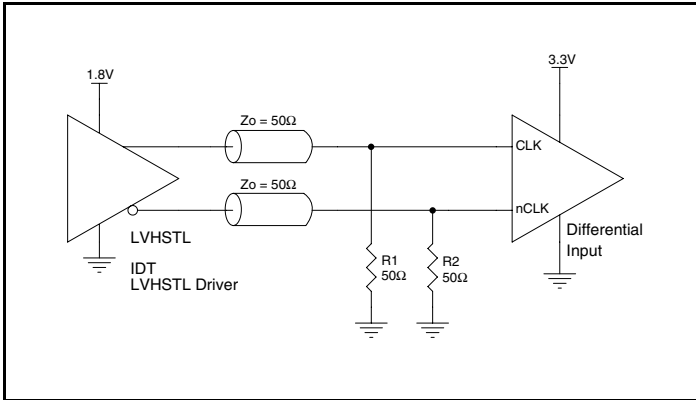 1.8V
3.3V
Zo = 50Ω
CLK
Zo = 50Ω
nCLK
LVHSTL
IDT
LVHSTL Driver
R1
50Ω
R2
50Ω
Differential
Input